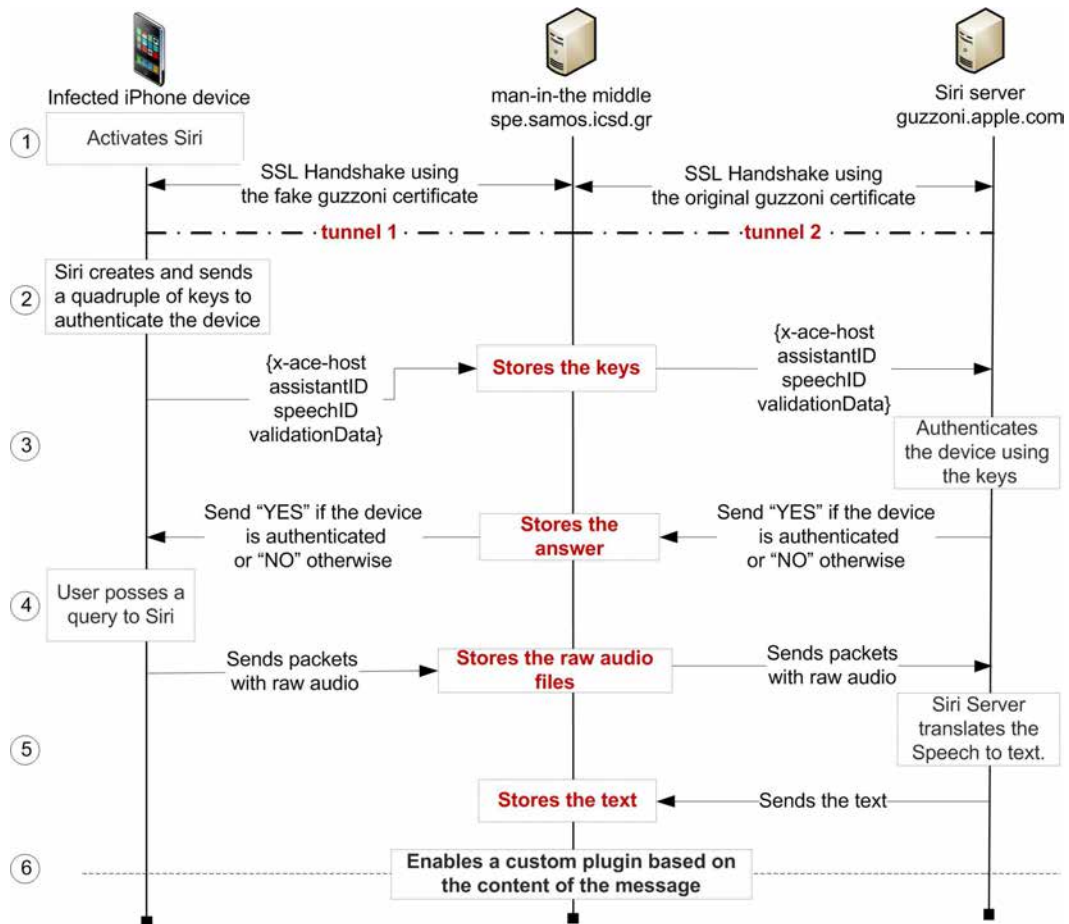 Infected iPhone device
man-in-the middle
spe.samos.icsd.gr
Siri server
guzzoni.apple.com
1
Activates Siri
SSL Handshake using
the fake guzzoni certificate
SSL Handshake using
the original guzzoni certificate
tunnel 1
tunnel 2
2
Siri creates and sends
a quadruple of keys to
authenticate the device
{x-ace-host
assistantID
speechID
validationData}
Stores the keys
{x-ace-host
assistantID
speechID
validationData}
3
Authenticates
the device using
the keys
Send “YES” if the device
is authenticated
or “NO” otherwise
Stores the
answer
Send “YES” if the device
is authenticated
or “NO” otherwise
4
User posses a
query to Siri
Sends packets
with raw audio
Stores the raw audio
files
Sends packets
with raw audio
5
Siri Server
translates the
Speech to text.
Stores the text
Sends the text
6
Enables a custom plugin based on
the content of the message